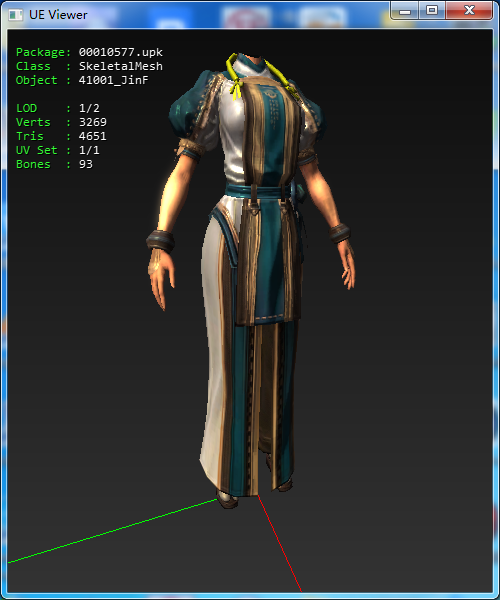 UE Viewer
Package: 00010577.upk
Class : SkeletalMesh
Object : 41001_JinF
LOD : 1/2
Verts : 3269
Tris : 4651
UV Set : 1/1
Bones : 93